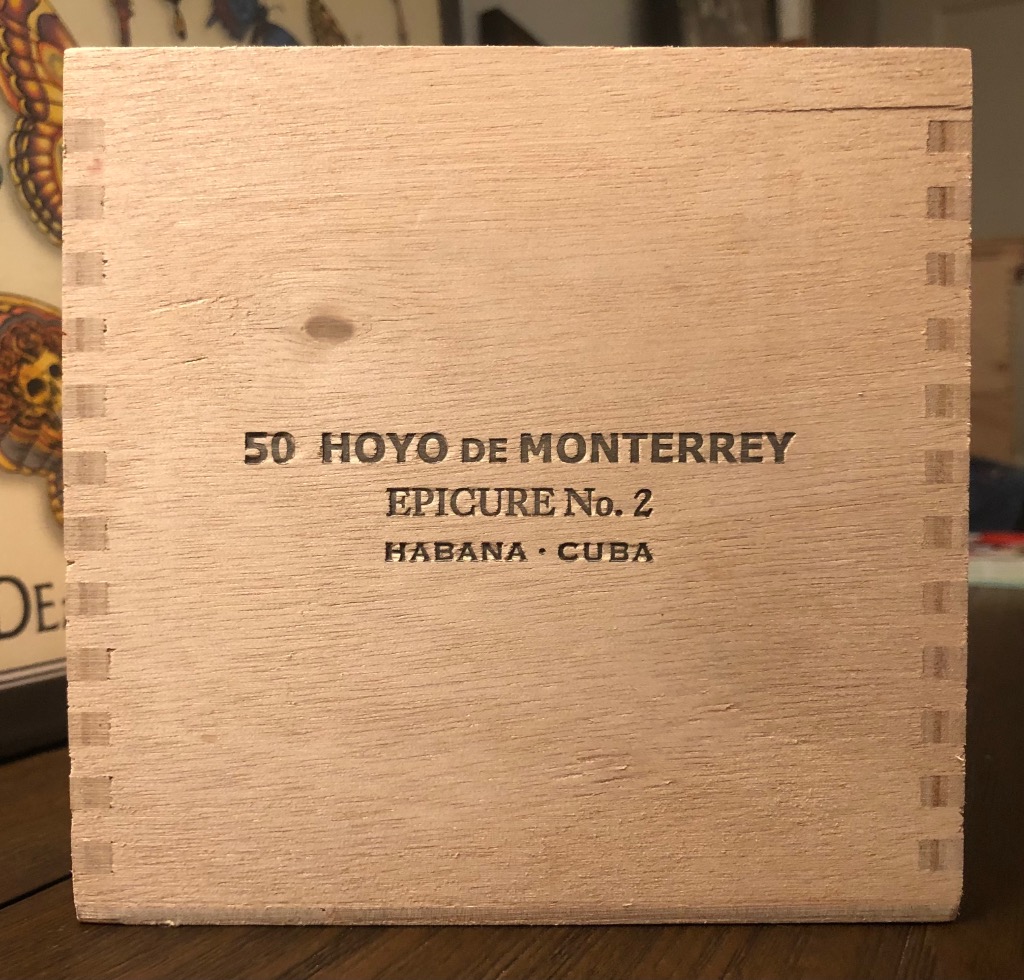 50 HOYO DE MONTERREY
EPICURE No. 2
HABANA · CUBA